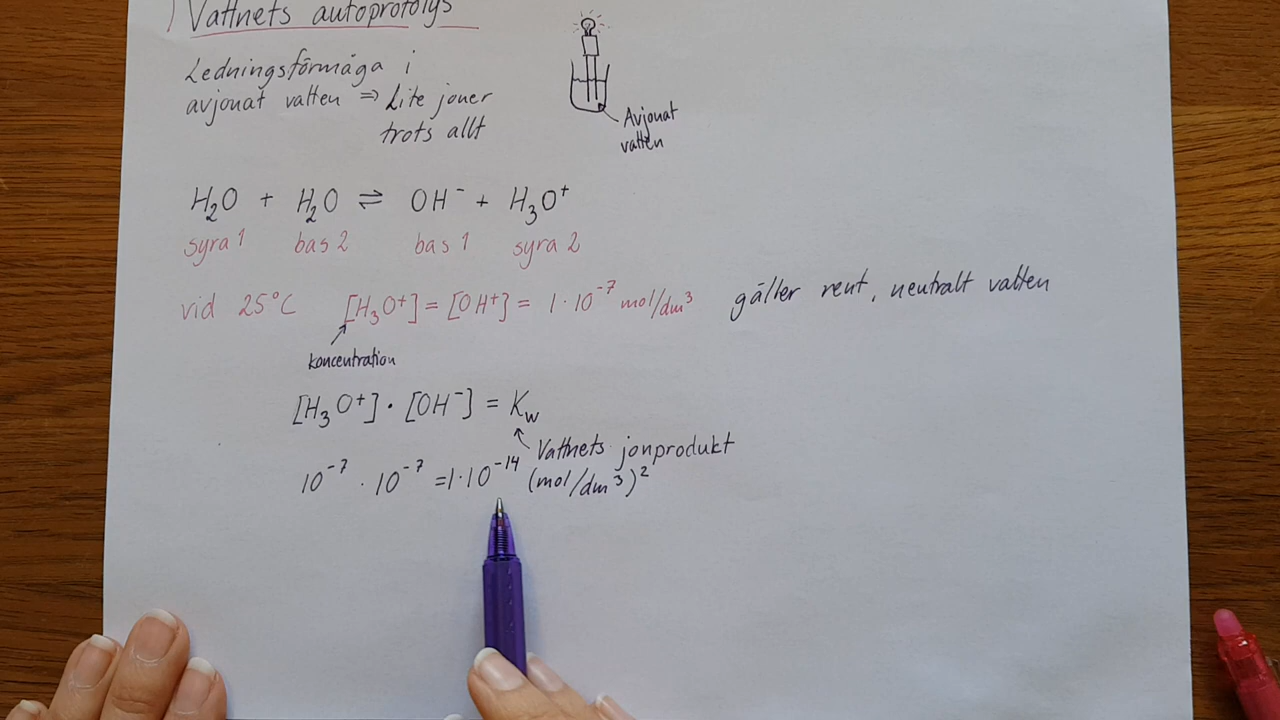 Vattnets autoprotolys
Ledningsförmåga i
avjonat vatten ⇒ Lite joner
trots allt
Avjonat
vatten
H₂O + H₂O ⇌ OH⁻ + H₃O⁺
syra 1 bas 2 bas 1 syra 2
vid 25°C [H₃O⁺] = [OH⁺] = 1·10⁻⁷ mol/dm³ gäller rent, neutralt vatten
koncentration
[H₃O⁺]·[OH⁻] = Kw
Vattnets jonprodukt
10⁻⁷ · 10⁻⁷ = 1·10⁻¹⁴ (mol/dm³)²